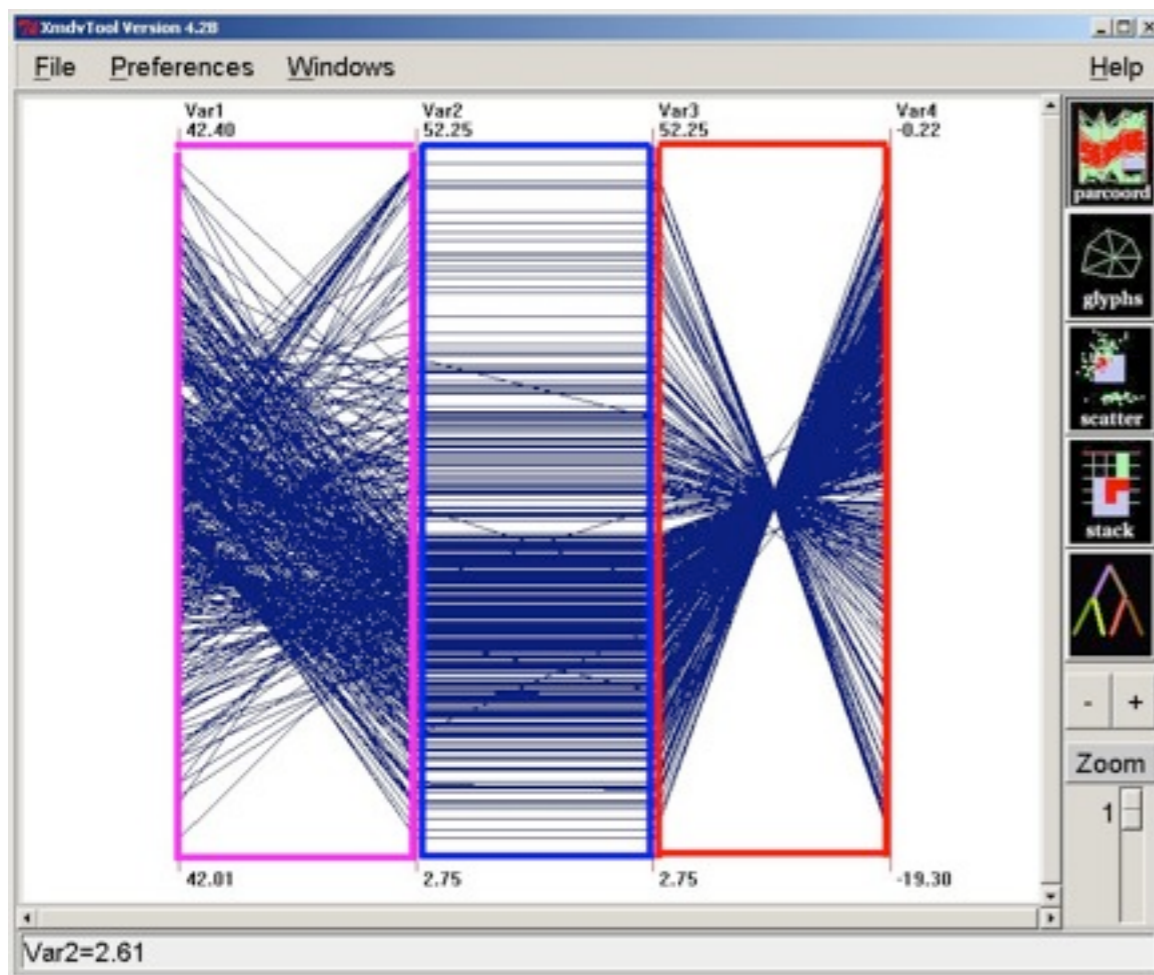 XmdvTool Version 4.2B
File Preferences Windows Help
Var1 Var2 Var3 Var4
42.40 52.25 52.25 -0.22
parcoord
glyphs
scatter
stack
- +
Zoom
1
42.01 2.75 2.75 -19.30
Var2=2.61